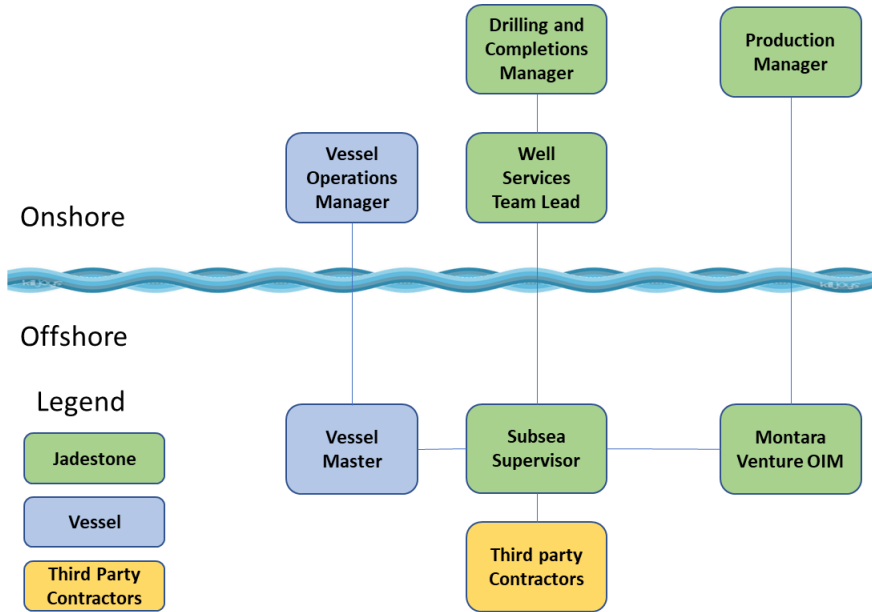 Drilling and
Completions
Manager
Production
Manager
Vessel
Operations
Manager
Well
Services
Team Lead
Onshore
Offshore
Legend
Jadestone
Vessel
Third Party
Contractors
Vessel
Master
Subsea
Supervisor
Montara
Venture OIM
Third party
Contractors